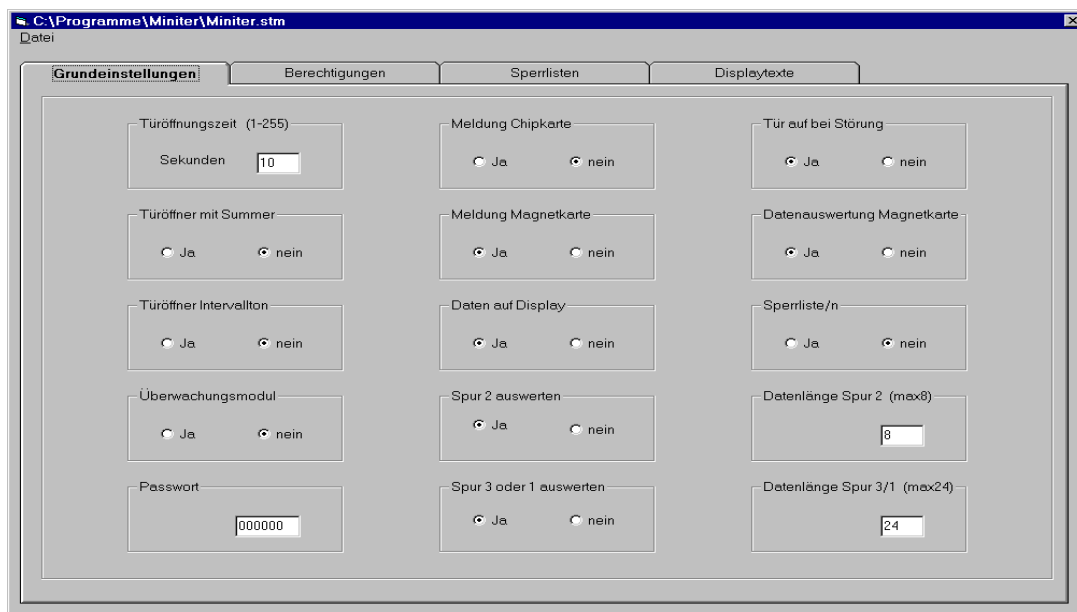 C:\Programme\Miniter\Miniter.stm
Datei
Grundeinstellungen Berechtigungen Sperrlisten Displaytexte
Türöffnungszeit (1-255) Meldung Chipkarte Tür auf bei Störung
Sekunden 10 Ja nein Ja nein
Türöffner mit Summer Meldung Magnetkarte Datenauswertung Magnetkarte
Ja nein Ja nein Ja nein
Türöffner Intervallton Daten auf Display Sperrliste/n
Ja nein Ja nein Ja nein
Überwachungsmodul Spur 2 auswerten Datenlänge Spur 2 (max8)
Ja nein Ja nein 8
Passwort Spur 3 oder 1 auswerten Datenlänge Spur 3/1 (max24)
000000 Ja nein 24